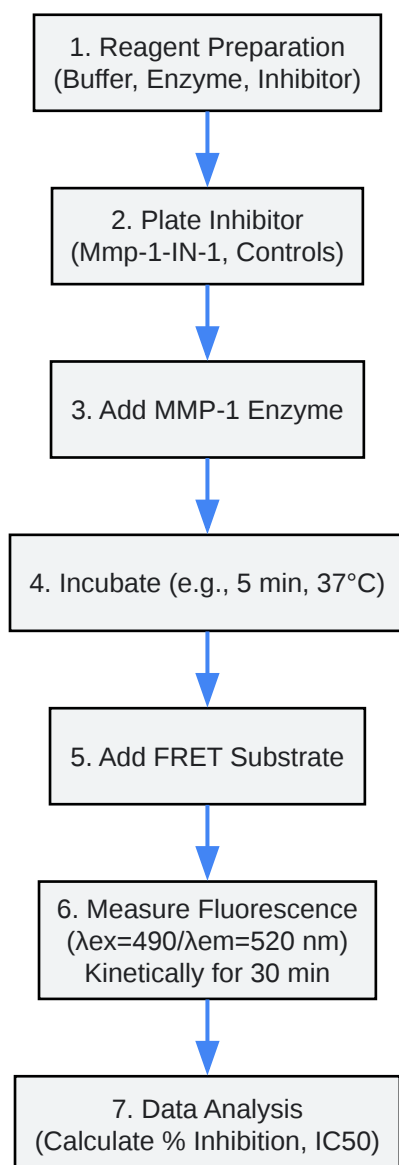 1. Reagent Preparation
(Buffer, Enzyme, Inhibitor)
2. Plate Inhibitor
(Mmp-1-IN-1, Controls)
3. Add MMP-1 Enzyme
4. Incubate (e.g., 5 min, 37°C)
5. Add FRET Substrate
6. Measure Fluorescence
(λex=490/λem=520 nm)
Kinetically for 30 min
7. Data Analysis
(Calculate % Inhibition, IC50)